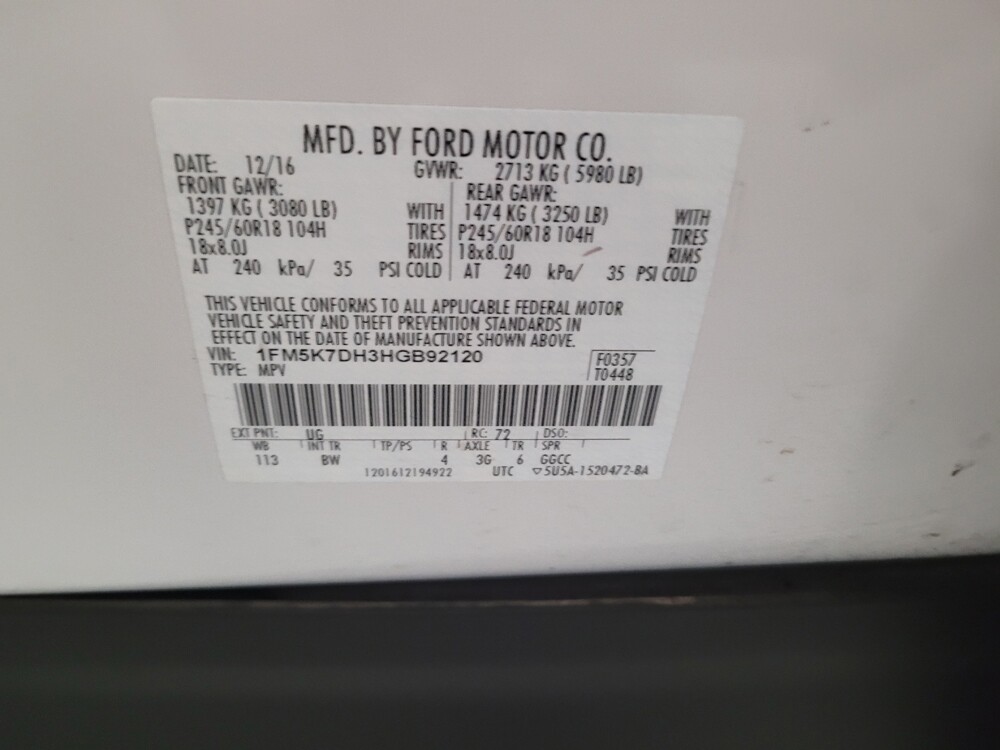 MFD. BY FORD MOTOR CO.
DATE: 12/16 GVWR: 2713 KG ( 5980 LB)
FRONT GAWR: REAR GAWR:
1397 KG ( 3080 LB) WITH 1474 KG ( 3250 LB) WITH
P245/60R18 104H TIRES P245/60R18 104H TIRES
18x8.0J RIMS 18x8.0J RIMS
AT 240 kPa/ 35 PSI COLD AT 240 kPa/ 35 PSI COLD
THIS VEHICLE CONFORMS TO ALL APPLICABLE FEDERAL MOTOR
VEHICLE SAFETY AND THEFT PREVENTION STANDARDS IN
EFFECT ON THE DATE OF MANUFACTURE SHOWN ABOVE.
VIN: 1FM5K7DH3HGB92120 F0357
TYPE: MPV T0448
EXT PNT: UG RC: 72 DSO:
WB INT TR TP/PS R AXLE TR SPR
113 BW 4 3G 6 GGCC
1201612194922 UTC ▽5U5A-1520472-BA